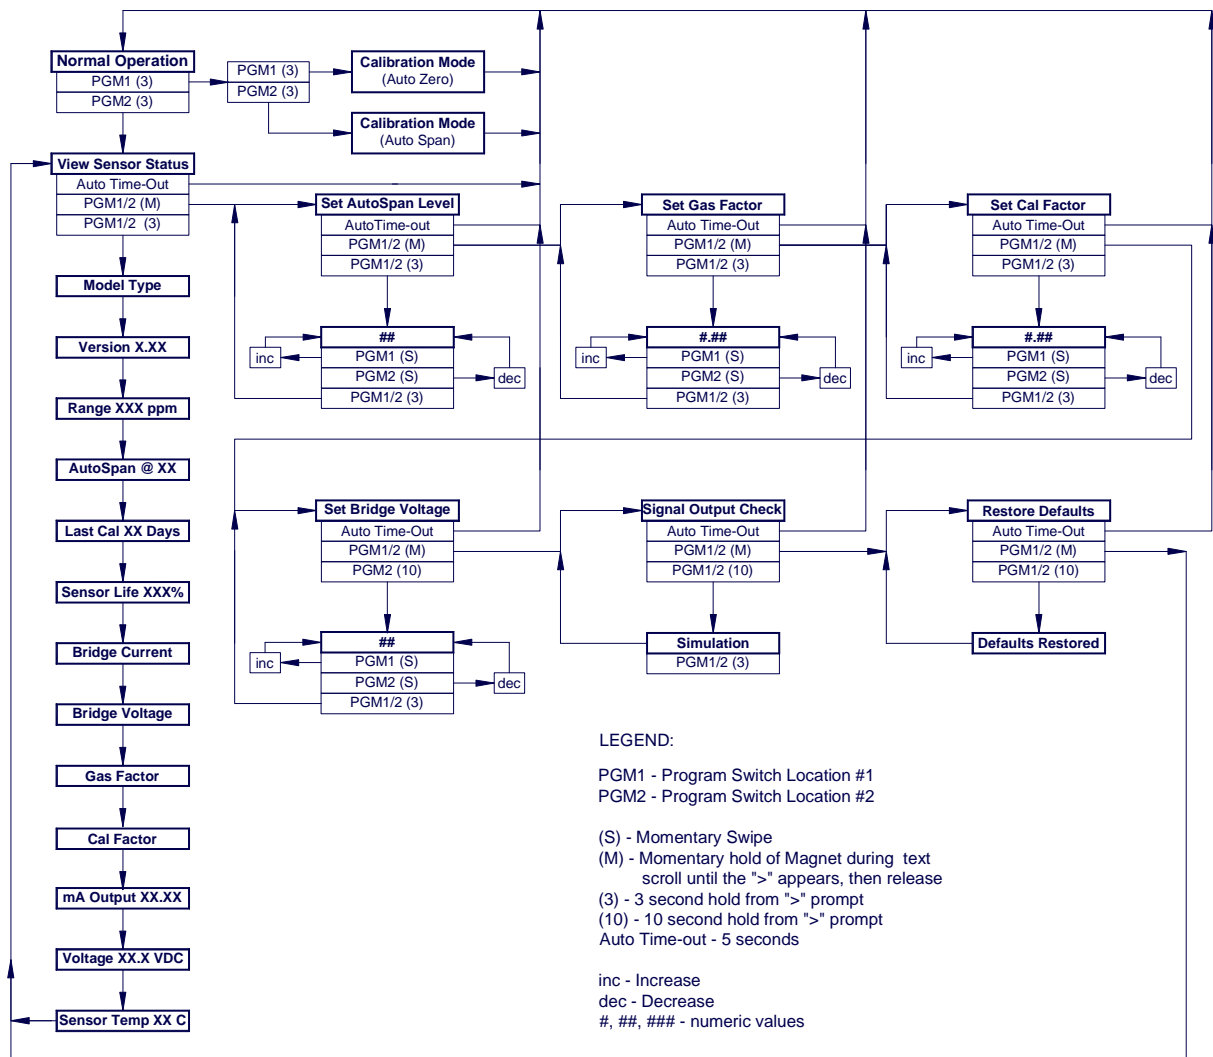 Normal Operation
PGM1 (3)
PGM2 (3)
PGM1 (3)
PGM2 (3)
Calibration Mode
(Auto Zero)
Calibration Mode
(Auto Span)
View Sensor Status
Auto Time-Out
PGM1/2 (M)
PGM1/2 (3)
Set AutoSpan Level
AutoTime-out
PGM1/2 (M)
PGM1/2 (3)
##
PGM1 (S)
PGM2 (S)
PGM1/2 (3)
inc
dec
Set Gas Factor
Auto Time-Out
PGM1/2 (M)
PGM1/2 (3)
#.##
PGM1 (S)
PGM2 (S)
PGM1/2 (3)
inc
dec
Set Cal Factor
Auto Time-Out
PGM1/2 (M)
PGM1/2 (3)
#.##
PGM1 (S)
PGM2 (S)
PGM1/2 (3)
inc
dec
Model Type
Version X.XX
Range XXX ppm
AutoSpan @ XX
Last Cal XX Days
Sensor Life XXX%
Bridge Current
Bridge Voltage
Gas Factor
Cal Factor
mA Output XX.XX
Voltage XX.X VDC
Sensor Temp XX C
Set Bridge Voltage
Auto Time-Out
PGM1/2 (M)
PGM2 (10)
##
PGM1 (S)
PGM2 (S)
PGM1/2 (3)
inc
dec
Signal Output Check
Auto Time-Out
PGM1/2 (M)
PGM1/2 (10)
Simulation
PGM1/2 (3)
Restore Defaults
Auto Time-Out
PGM1/2 (M)
PGM1/2 (10)
Defaults Restored
LEGEND:
PGM1 - Program Switch Location #1
PGM2 - Program Switch Location #2
(S) - Momentary Swipe
(M) - Momentary hold of Magnet during text
scroll until the ">" appears, then release
(3) - 3 second hold from ">" prompt
(10) - 10 second hold from ">" prompt
Auto Time-out - 5 seconds
inc - Increase
dec - Decrease
#, ##, ### - numeric values